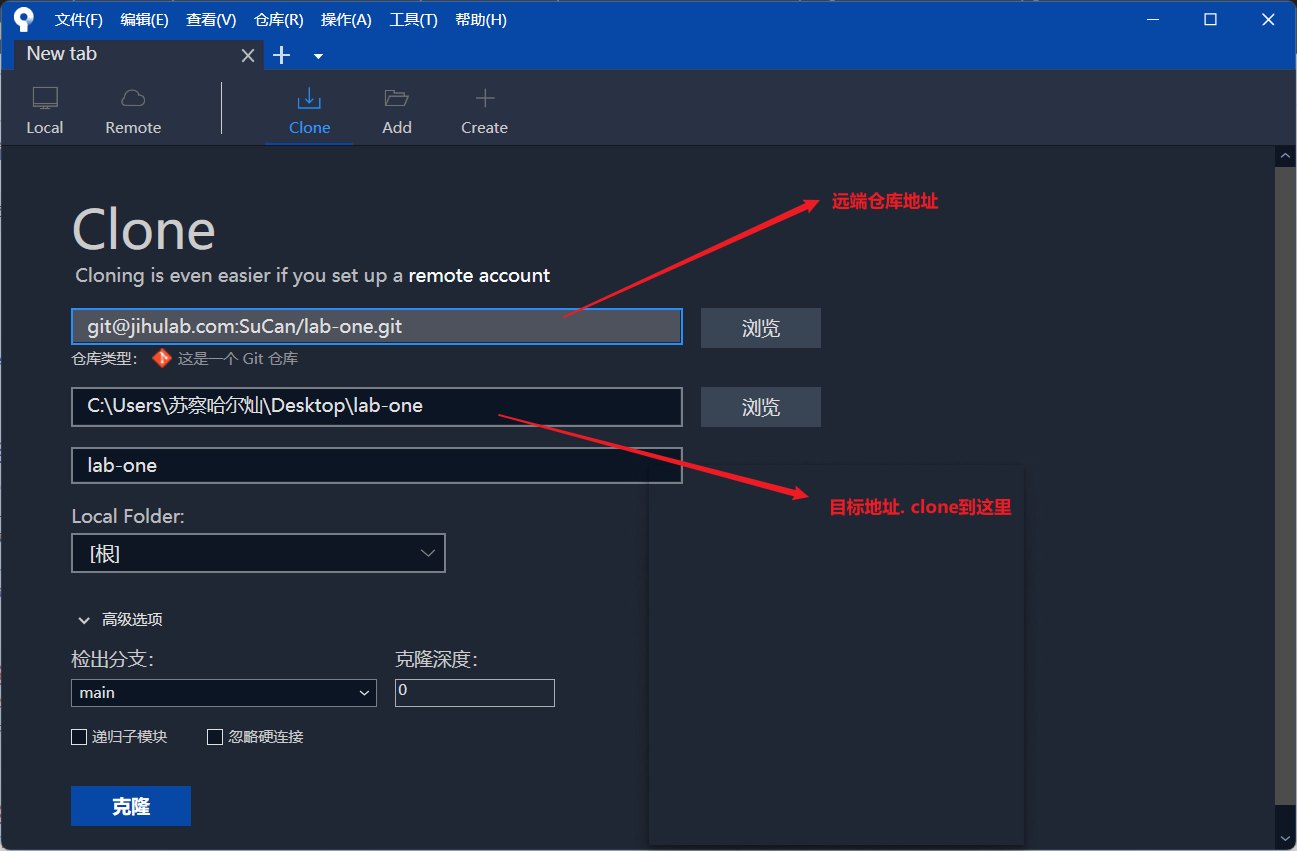 文件(F) 编辑(E) 查看(V) 仓库(R) 操作(A) 工具(T) 帮助(H)
New tab
Local Remote Clone Add Create
远端仓库地址
Clone
Cloning is even easier if you set up a remote account
git@jihulab.com:SuCan/lab-one.git 浏览
仓库类型: 这是一个 Git 仓库
C:\Users\苏察哈尔灿\Desktop\lab-one 浏览
lab-one
目标地址. clone到这里
Local Folder:
[根]
高级选项
检出分支: 克隆深度:
main 0
递归子模块 忽略硬连接
克隆